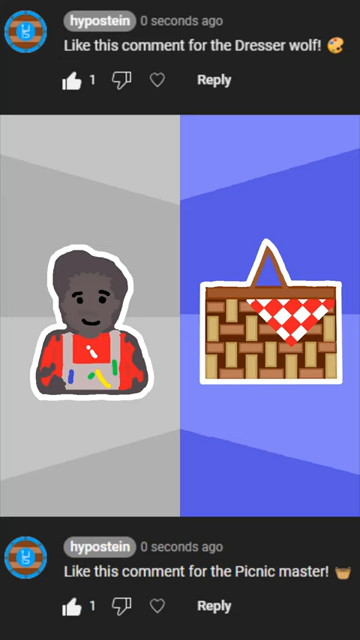 hypostein 0 seconds ago
Like this comment for the Dresser wolf! 🎨
1 Reply
hypostein 0 seconds ago
Like this comment for the Picnic master! 🧺
1 Reply